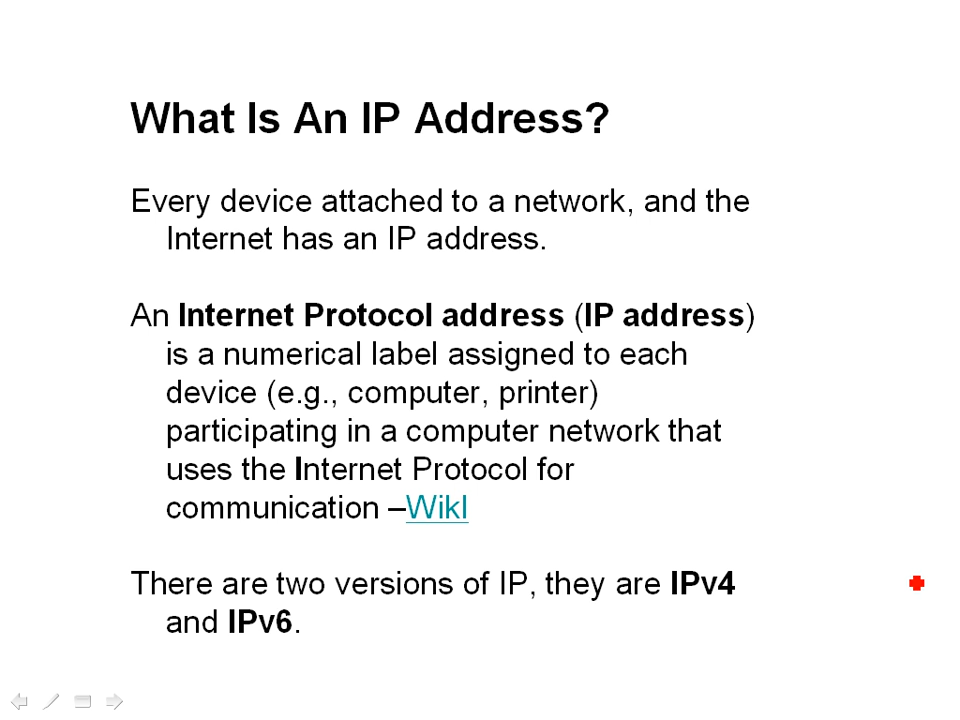 What Is An IP Address?
Every device attached to a network, and the
Internet has an IP address.
An Internet Protocol address (IP address)
is a numerical label assigned to each
device (e.g., computer, printer)
participating in a computer network that
uses the Internet Protocol for
communication –WikI
There are two versions of IP, they are IPv4
and IPv6.